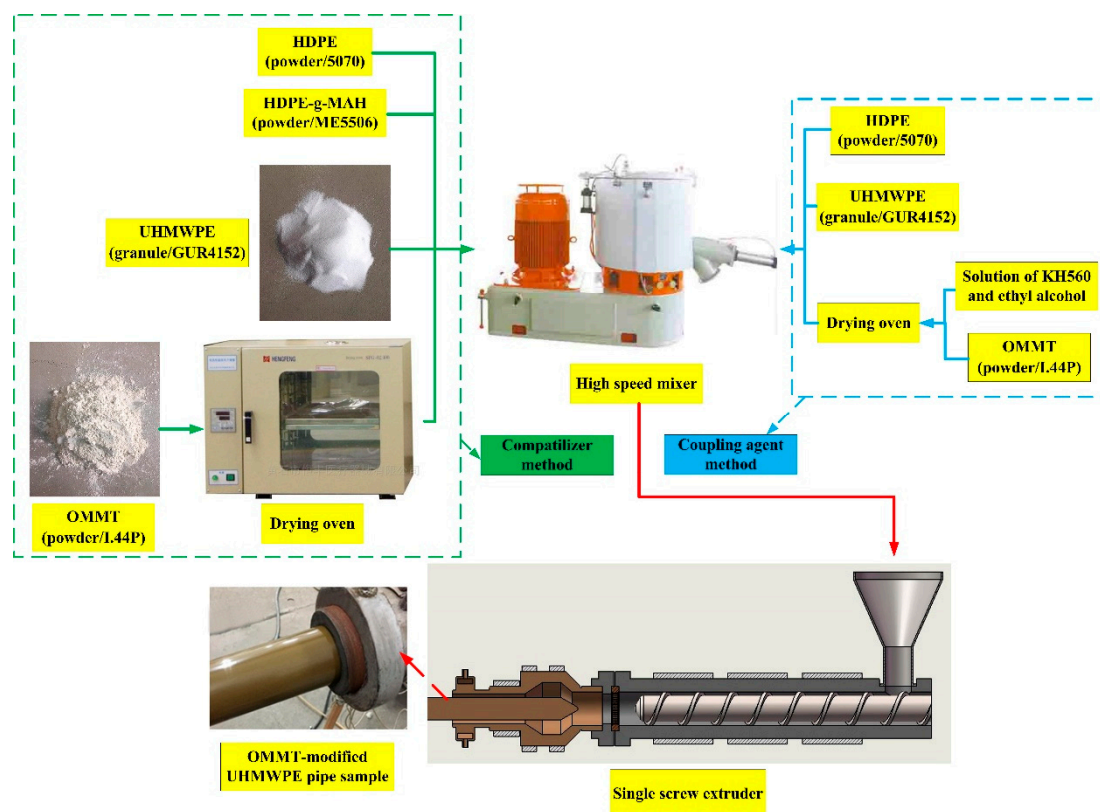 HDPE
(powder/5070)
HDPE-g-MAH
(powder/ME5506)
UHMWPE
(granule/GUR4152)
HENGFENG
OMMT
(powder/I.44P)
Drying oven
Compatilizer
method
High speed mixer
Coupling agent
method
HDPE
(powder/5070)
UHMWPE
(granule/GUR4152)
Drying oven
Solution of KH560
and ethyl alcohol
OMMT
(powder/I.44P)
OMMT-modified
UHMWPE pipe sample
Single screw extruder